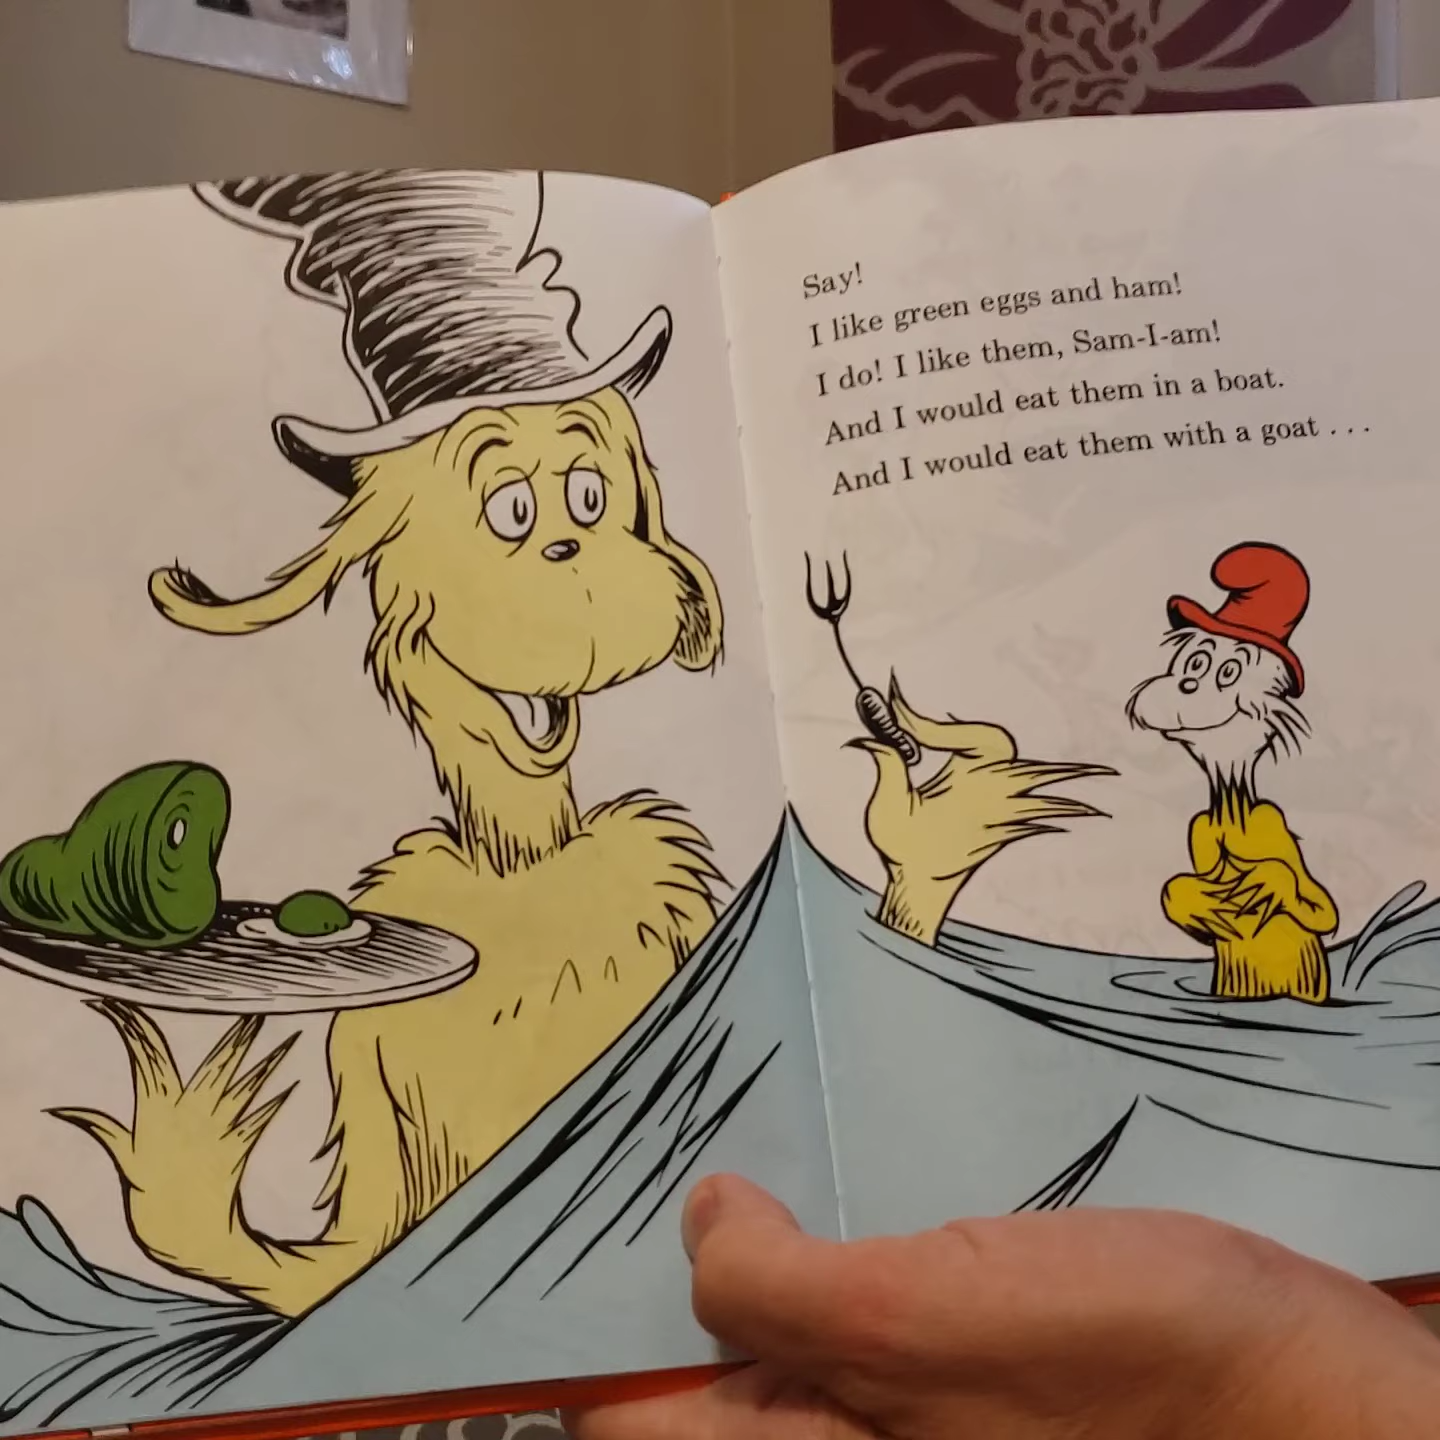 Say!
I like green eggs and ham!
I do! I like them, Sam-I-am!
And I would eat them in a boat.
And I would eat them with a goat . . .